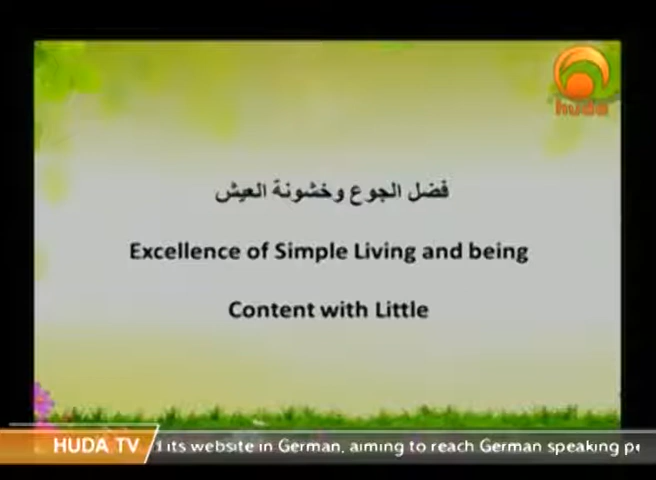 huda
فضل الجوع وخشونة العيش
Excellence of Simple Living and being
Content with Little
HUDA TV
its website in German, aiming to reach German speaking